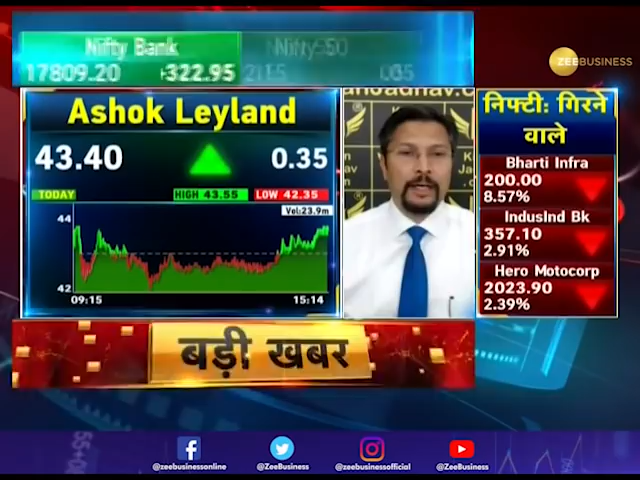 Nifty Bank
17809.20 +322.95
ZEEBUSINESS
Ashok Leyland
43.40 0.35
TODAY HIGH 43.55 LOW 42.35
Vol:23.9m
44
42
09:15 15:14
निफ्टी: गिरने
वाले
Bharti Infra
200.00
8.57%
IndusInd Bk
357.10
2.91%
Hero Motocorp
2023.90
2.39%
बड़ी खबर
@zeebusinessonline @ZeeBusiness @zeebusinessofficial @ZeeBusiness